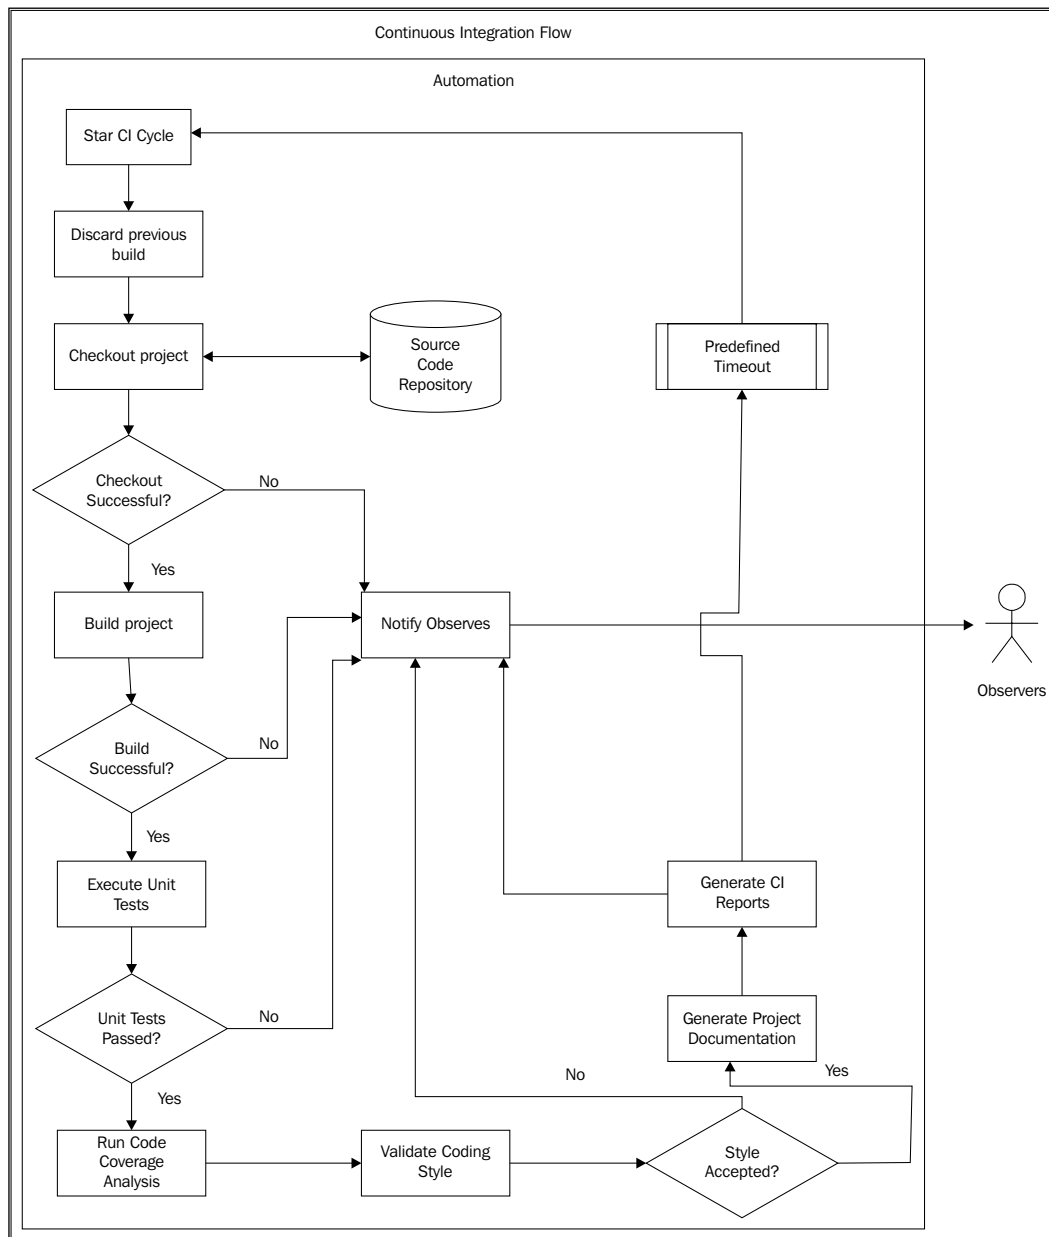 Continuous Integration Flow
Automation
Star CI Cycle
Discard previous
build
Checkout project
Source
Code
Repository
Predefined
Timeout
Checkout
Successful?
No
Yes
Build project
Notify Observes
Observers
Build
Successful?
No
Yes
Execute Unit
Tests
Generate CI
Reports
Unit Tests
Passed?
No
Generate Project
Documentation
No
Yes
Yes
Run Code
Coverage
Analysis
Validate Coding
Style
Style
Accepted?